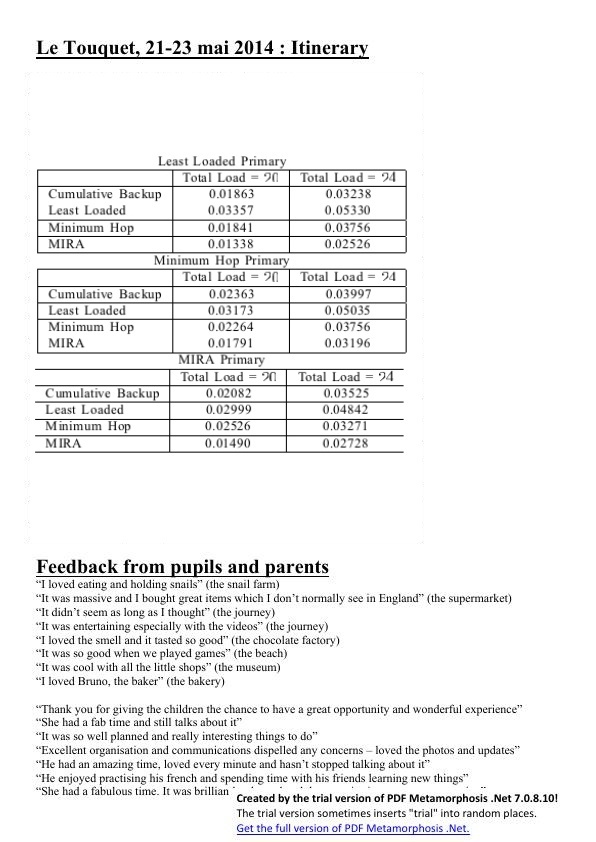 Le Touquet, 21-23 mai 2014 : Itinerary
Least Loaded Primary
Total Load = 20 Total Load = 24
Cumulative Backup 0.01863 0.03238
Least Loaded 0.03357 0.05330
Minimum Hop 0.01841 0.03756
MIRA 0.01338 0.02526
Minimum Hop Primary
Total Load = 20 Total Load = 24
Cumulative Backup 0.02363 0.03997
Least Loaded 0.03173 0.05035
Minimum Hop 0.02264 0.03756
MIRA 0.01791 0.03196
MIRA Primary
Total Load = 20 Total Load = 24
Cumulative Backup 0.02082 0.03525
Least Loaded 0.02999 0.04842
Minimum Hop 0.02526 0.03271
MIRA 0.01490 0.02728
Feedback from pupils and parents
“I loved eating and holding snails” (the snail farm)
“It was massive and I bought great items which I don’t normally see in England” (the supermarket)
“It didn’t seem as long as I thought” (the journey)
“It was entertaining especially with the videos” (the journey)
“I loved the smell and it tasted so good” (the chocolate factory)
“It was so good when we played games” (the beach)
“It was cool with all the little shops” (the museum)
“I loved Bruno, the baker” (the bakery)
“Thank you for giving the children the chance to have a great opportunity and wonderful experience”
“She had a fab time and still talks about it”
“It was so well planned and really interesting things to do”
“Excellent organisation and communications dispelled any concerns – loved the photos and updates”
“He had an amazing time, loved every minute and hasn’t stopped talking about it”
“He enjoyed practising his french and spending time with his friends learning new things”
“She had a fabulous time. It was
Created by the trial version of PDF Metamorphosis .Net 7.0.8.10!
The trial version sometimes inserts "trial" into random places.
Get the full version of PDF Metamorphosis .Net.